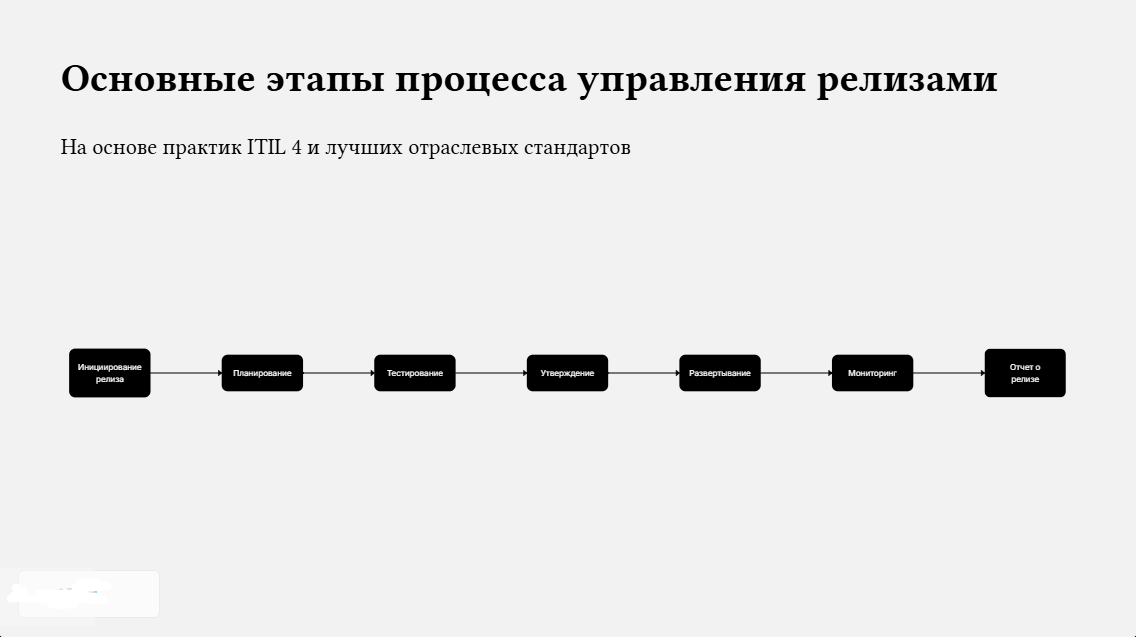 Основные этапы процесса управления релизами
На основе практик ITIL 4 и лучших отраслевых стандартов
Инициирование
релиза
Планирование
Тестирование
Утверждение
Развертывание
Мониторинг
Отчет о
релизе